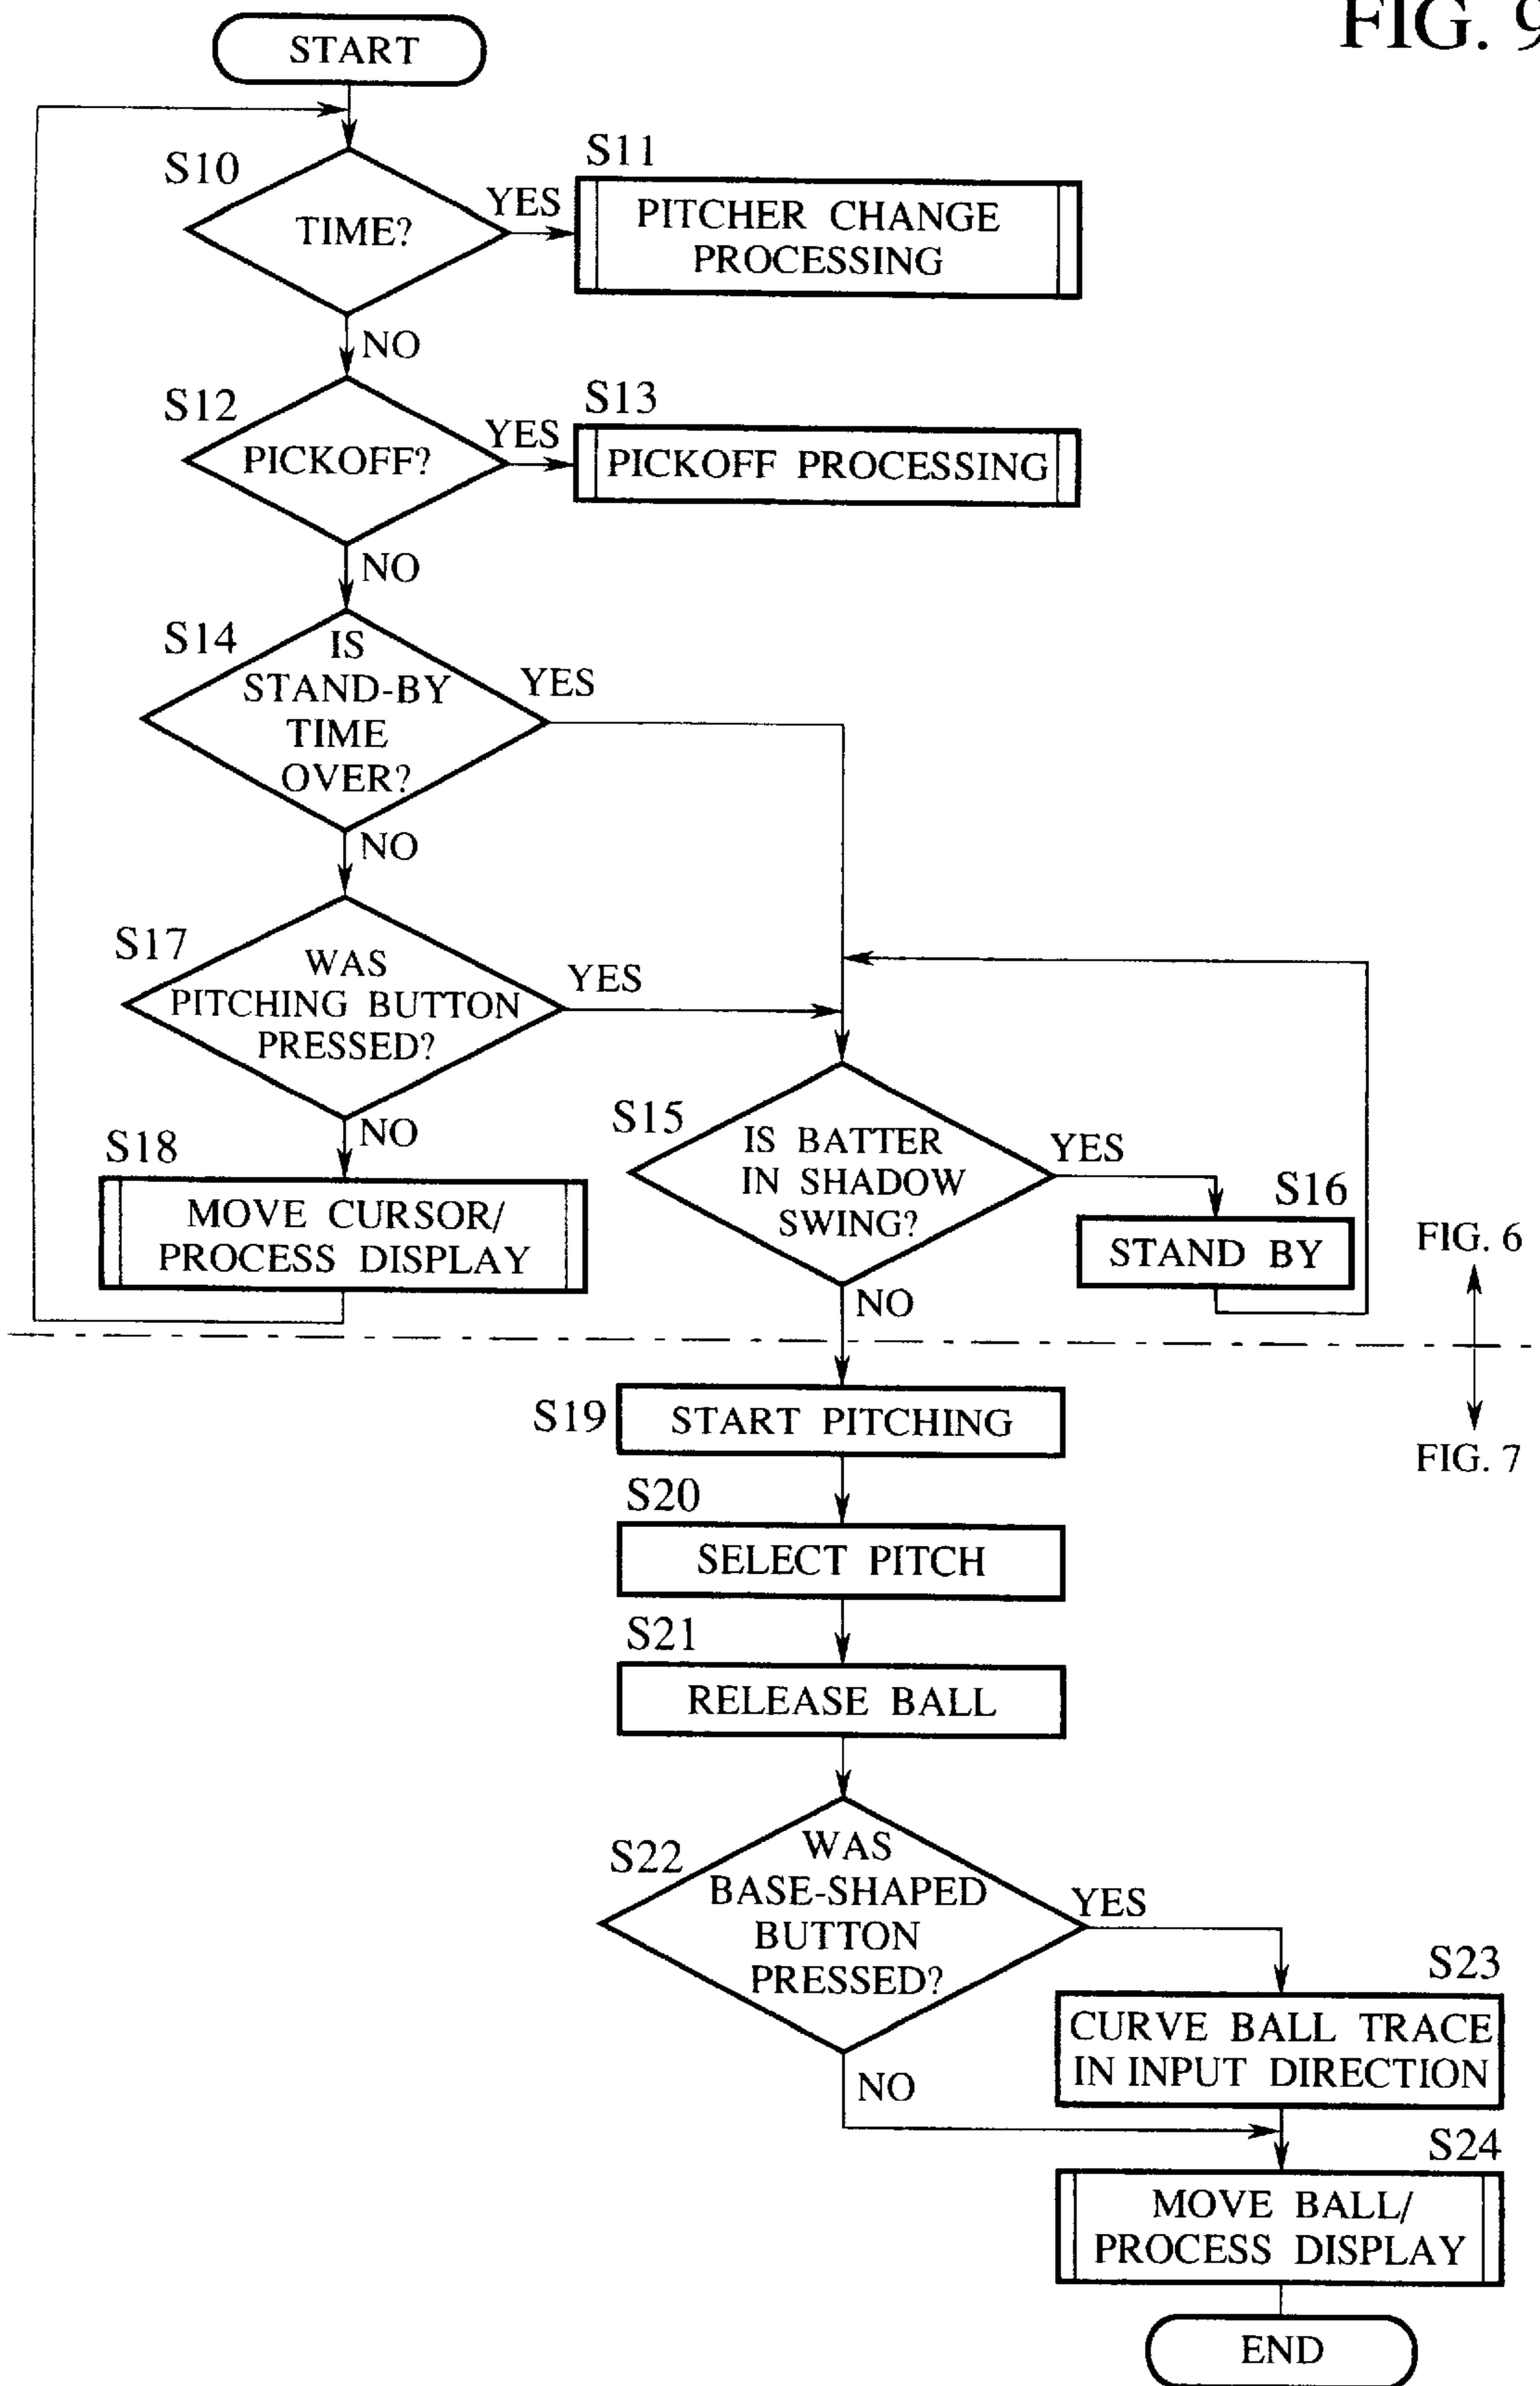 FIG. 9
START
S10
TIME?
YES
S11
PITCHER CHANGE
PROCESSING
NO
S12
PICKOFF?
YES
S13
PICKOFF PROCESSING
NO
S14
IS
STAND-BY
TIME
OVER?
YES
NO
S17
WAS
PITCHING BUTTON
PRESSED?
YES
NO
S18
MOVE CURSOR/
PROCESS DISPLAY
S15
IS BATTER
IN SHADOW
SWING?
YES
S16
STAND BY
NO
FIG. 6
FIG. 7
S19
START PITCHING
S20
SELECT PITCH
S21
RELEASE BALL
S22
WAS
BASE-SHAPED
BUTTON
PRESSED?
YES
S23
CURVE BALL TRACE
IN INPUT DIRECTION
NO
S24
MOVE BALL/
PROCESS DISPLAY
END